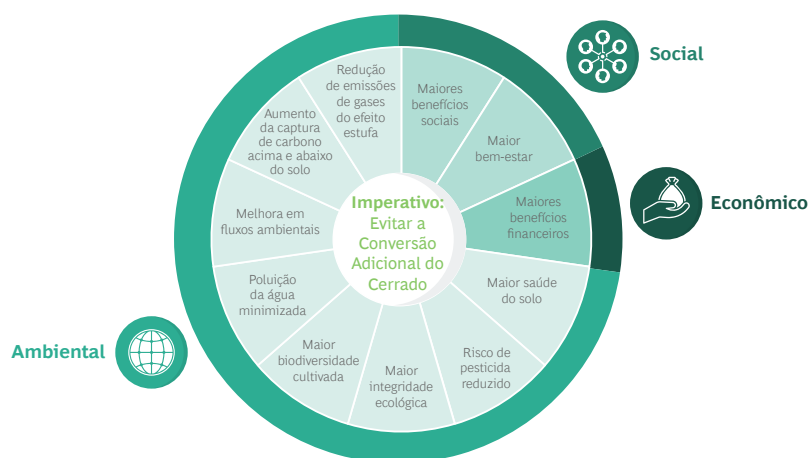 Redução
de emissões
de gases
do efeito
estufa
Maiores
benefícios
sociais
Social
Aumento
da captura
de carbono
acima e abaixo
do solo
Maior
bem-estar
Imperativo:
Evitar a
Conversão
Adicional do
Cerrado
Maiores
benefícios
financeiros
Econômico
Melhora em
fluxos ambientais
Maior saúde
do solo
Poluição
da água
minimizada
Ambiental
Maior
biodiversidade
cultivada
Maior
integridade
ecológica
Risco de
pesticida
reduzido